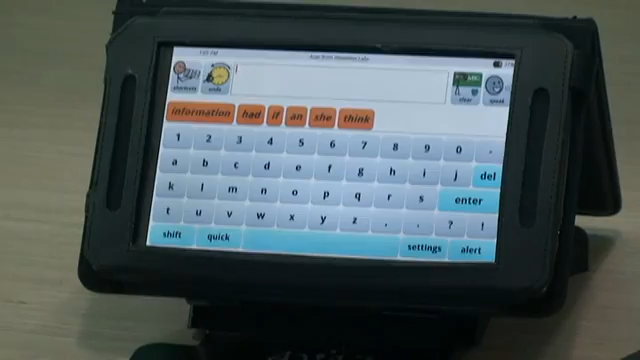 shortcuts undo clear speak
information had if an she think
1 2 3 4 5 6 7 8 9 0 .
a b c d e f g h i j del
k l m n o p q r s enter
t u v w x y z , . ? !
shift quick settings alert